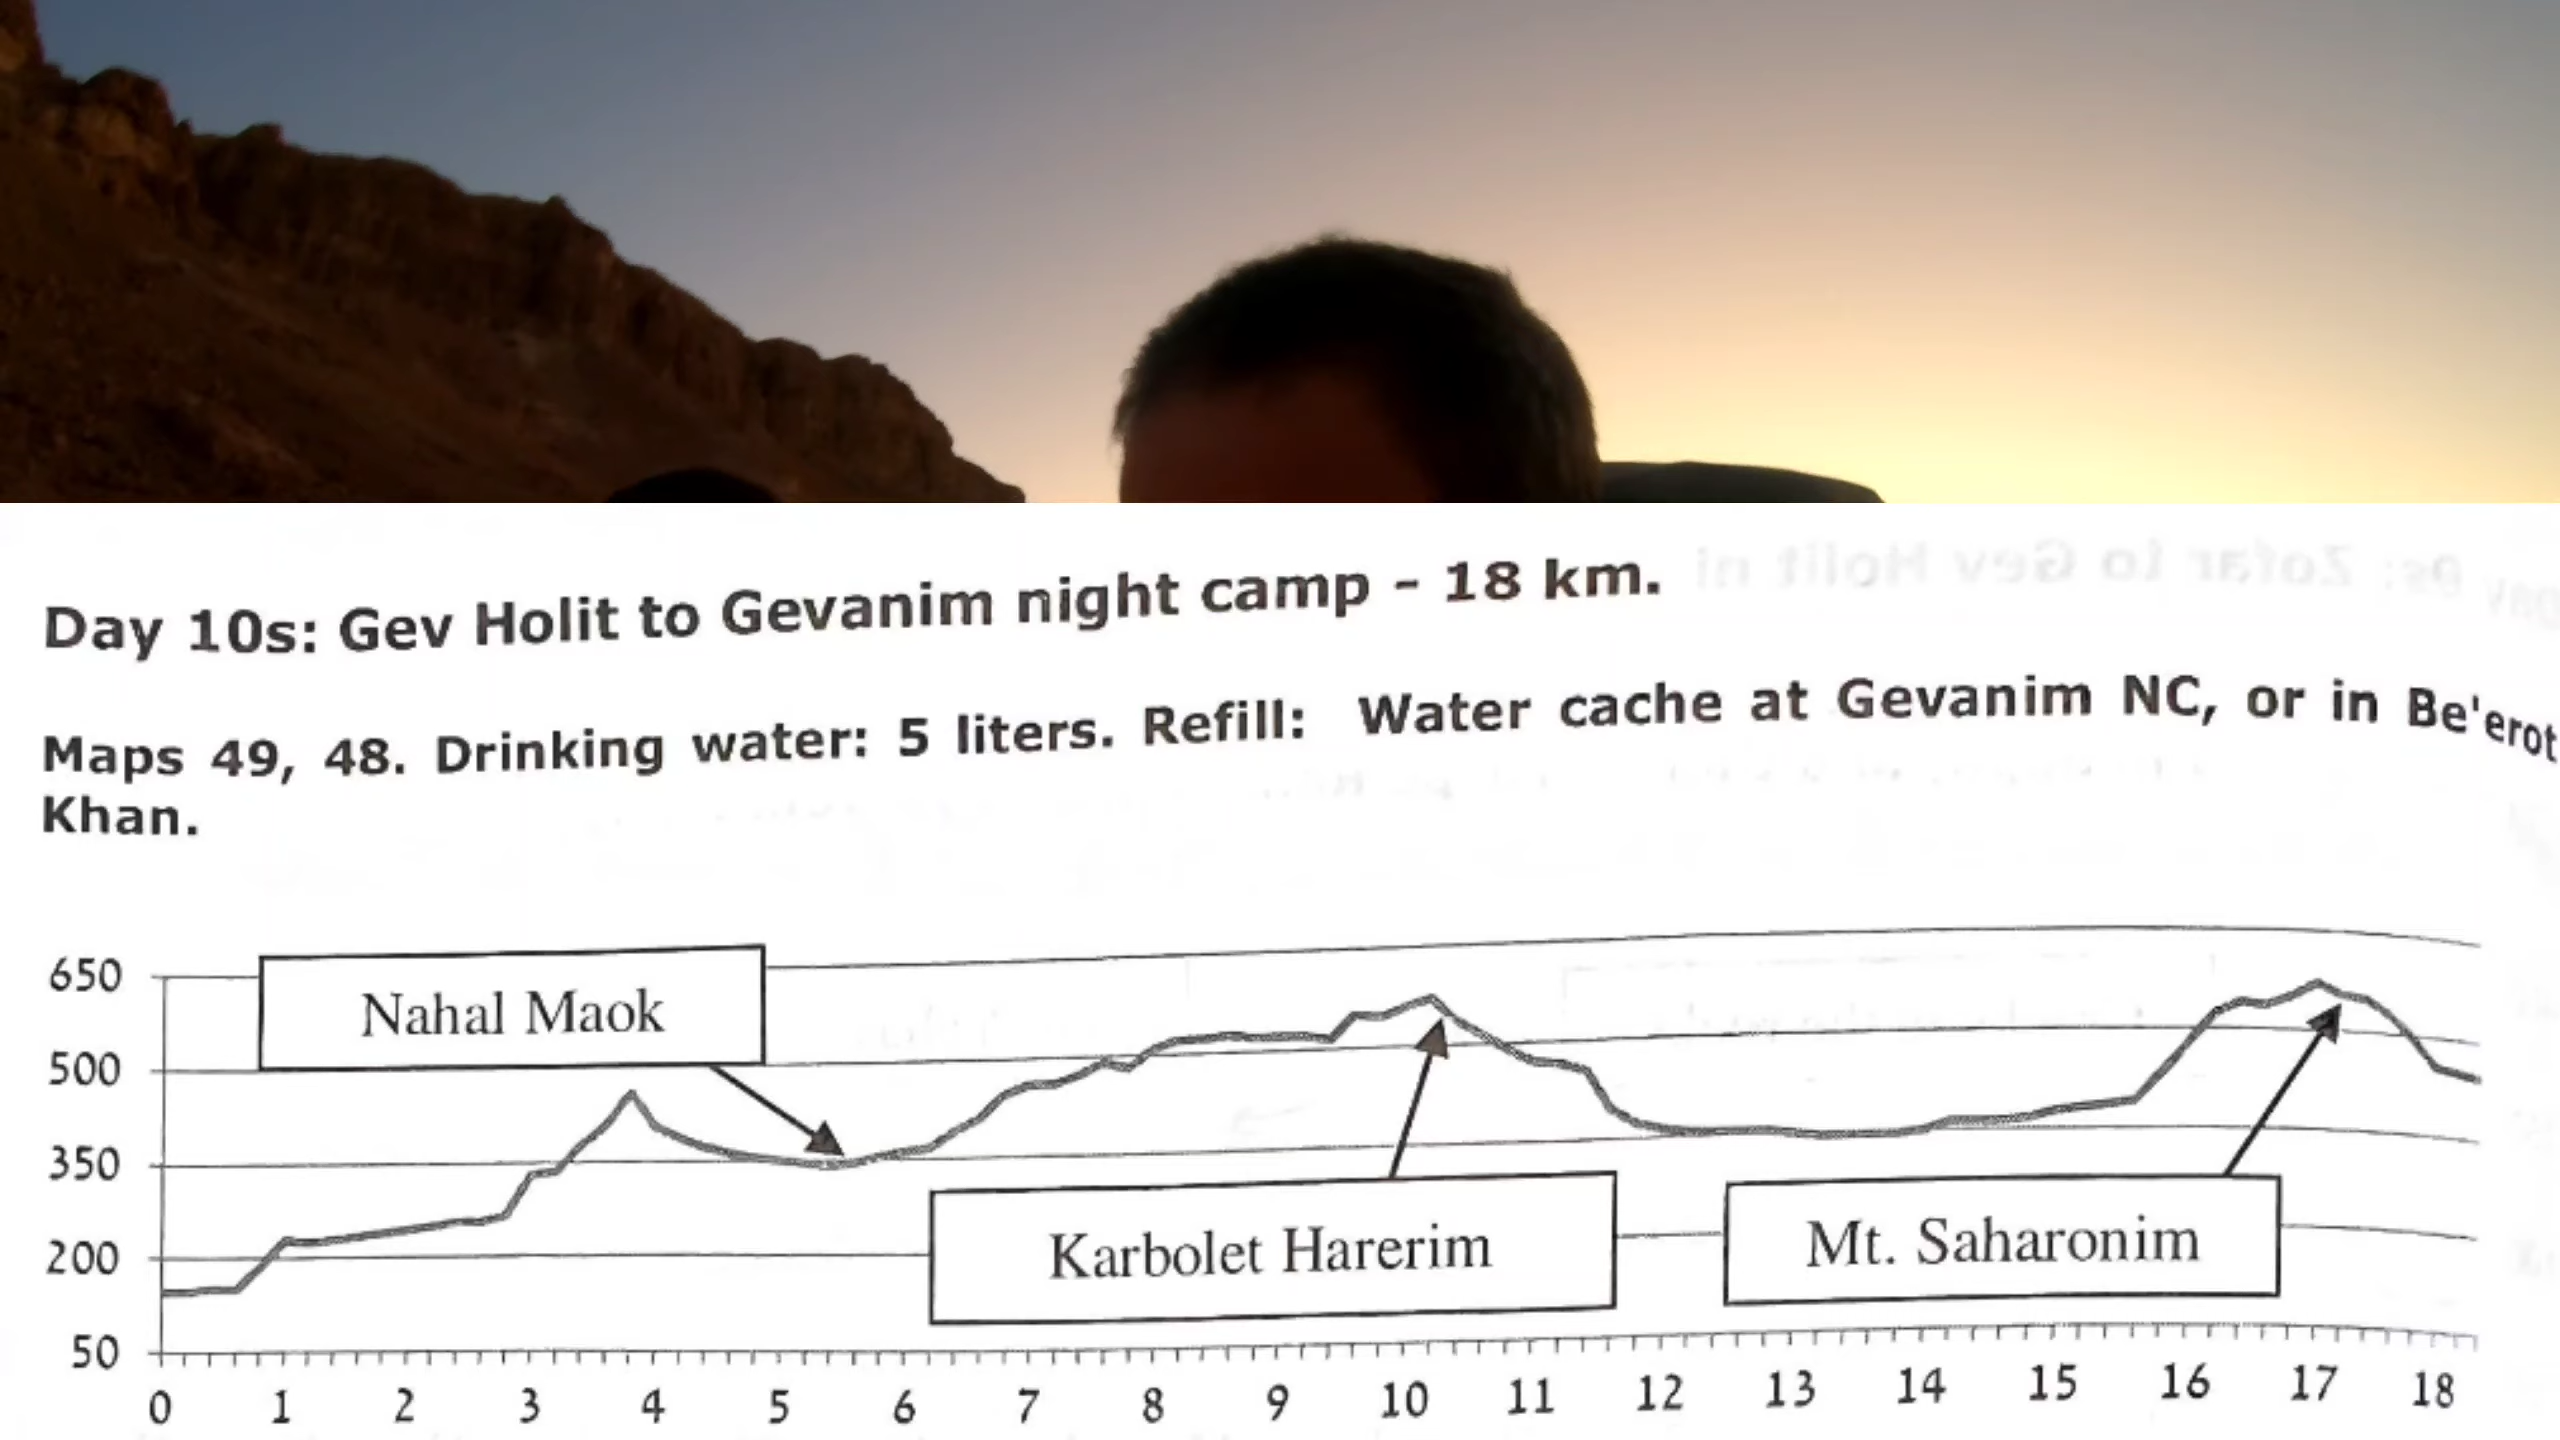 Day 10s: Gev Holit to Gevanim night camp - 18 km.
Maps 49, 48. Drinking water: 5 liters. Refill: Water cache at Gevanim NC, or in Be'erot
Khan.
650
Nahal Maok
500
350
200
Karbolet Harerim
Mt. Saharonim
50
0 1 2 3 4 5 6 7 8 9 10 11 12 13 14 15 16 17 18